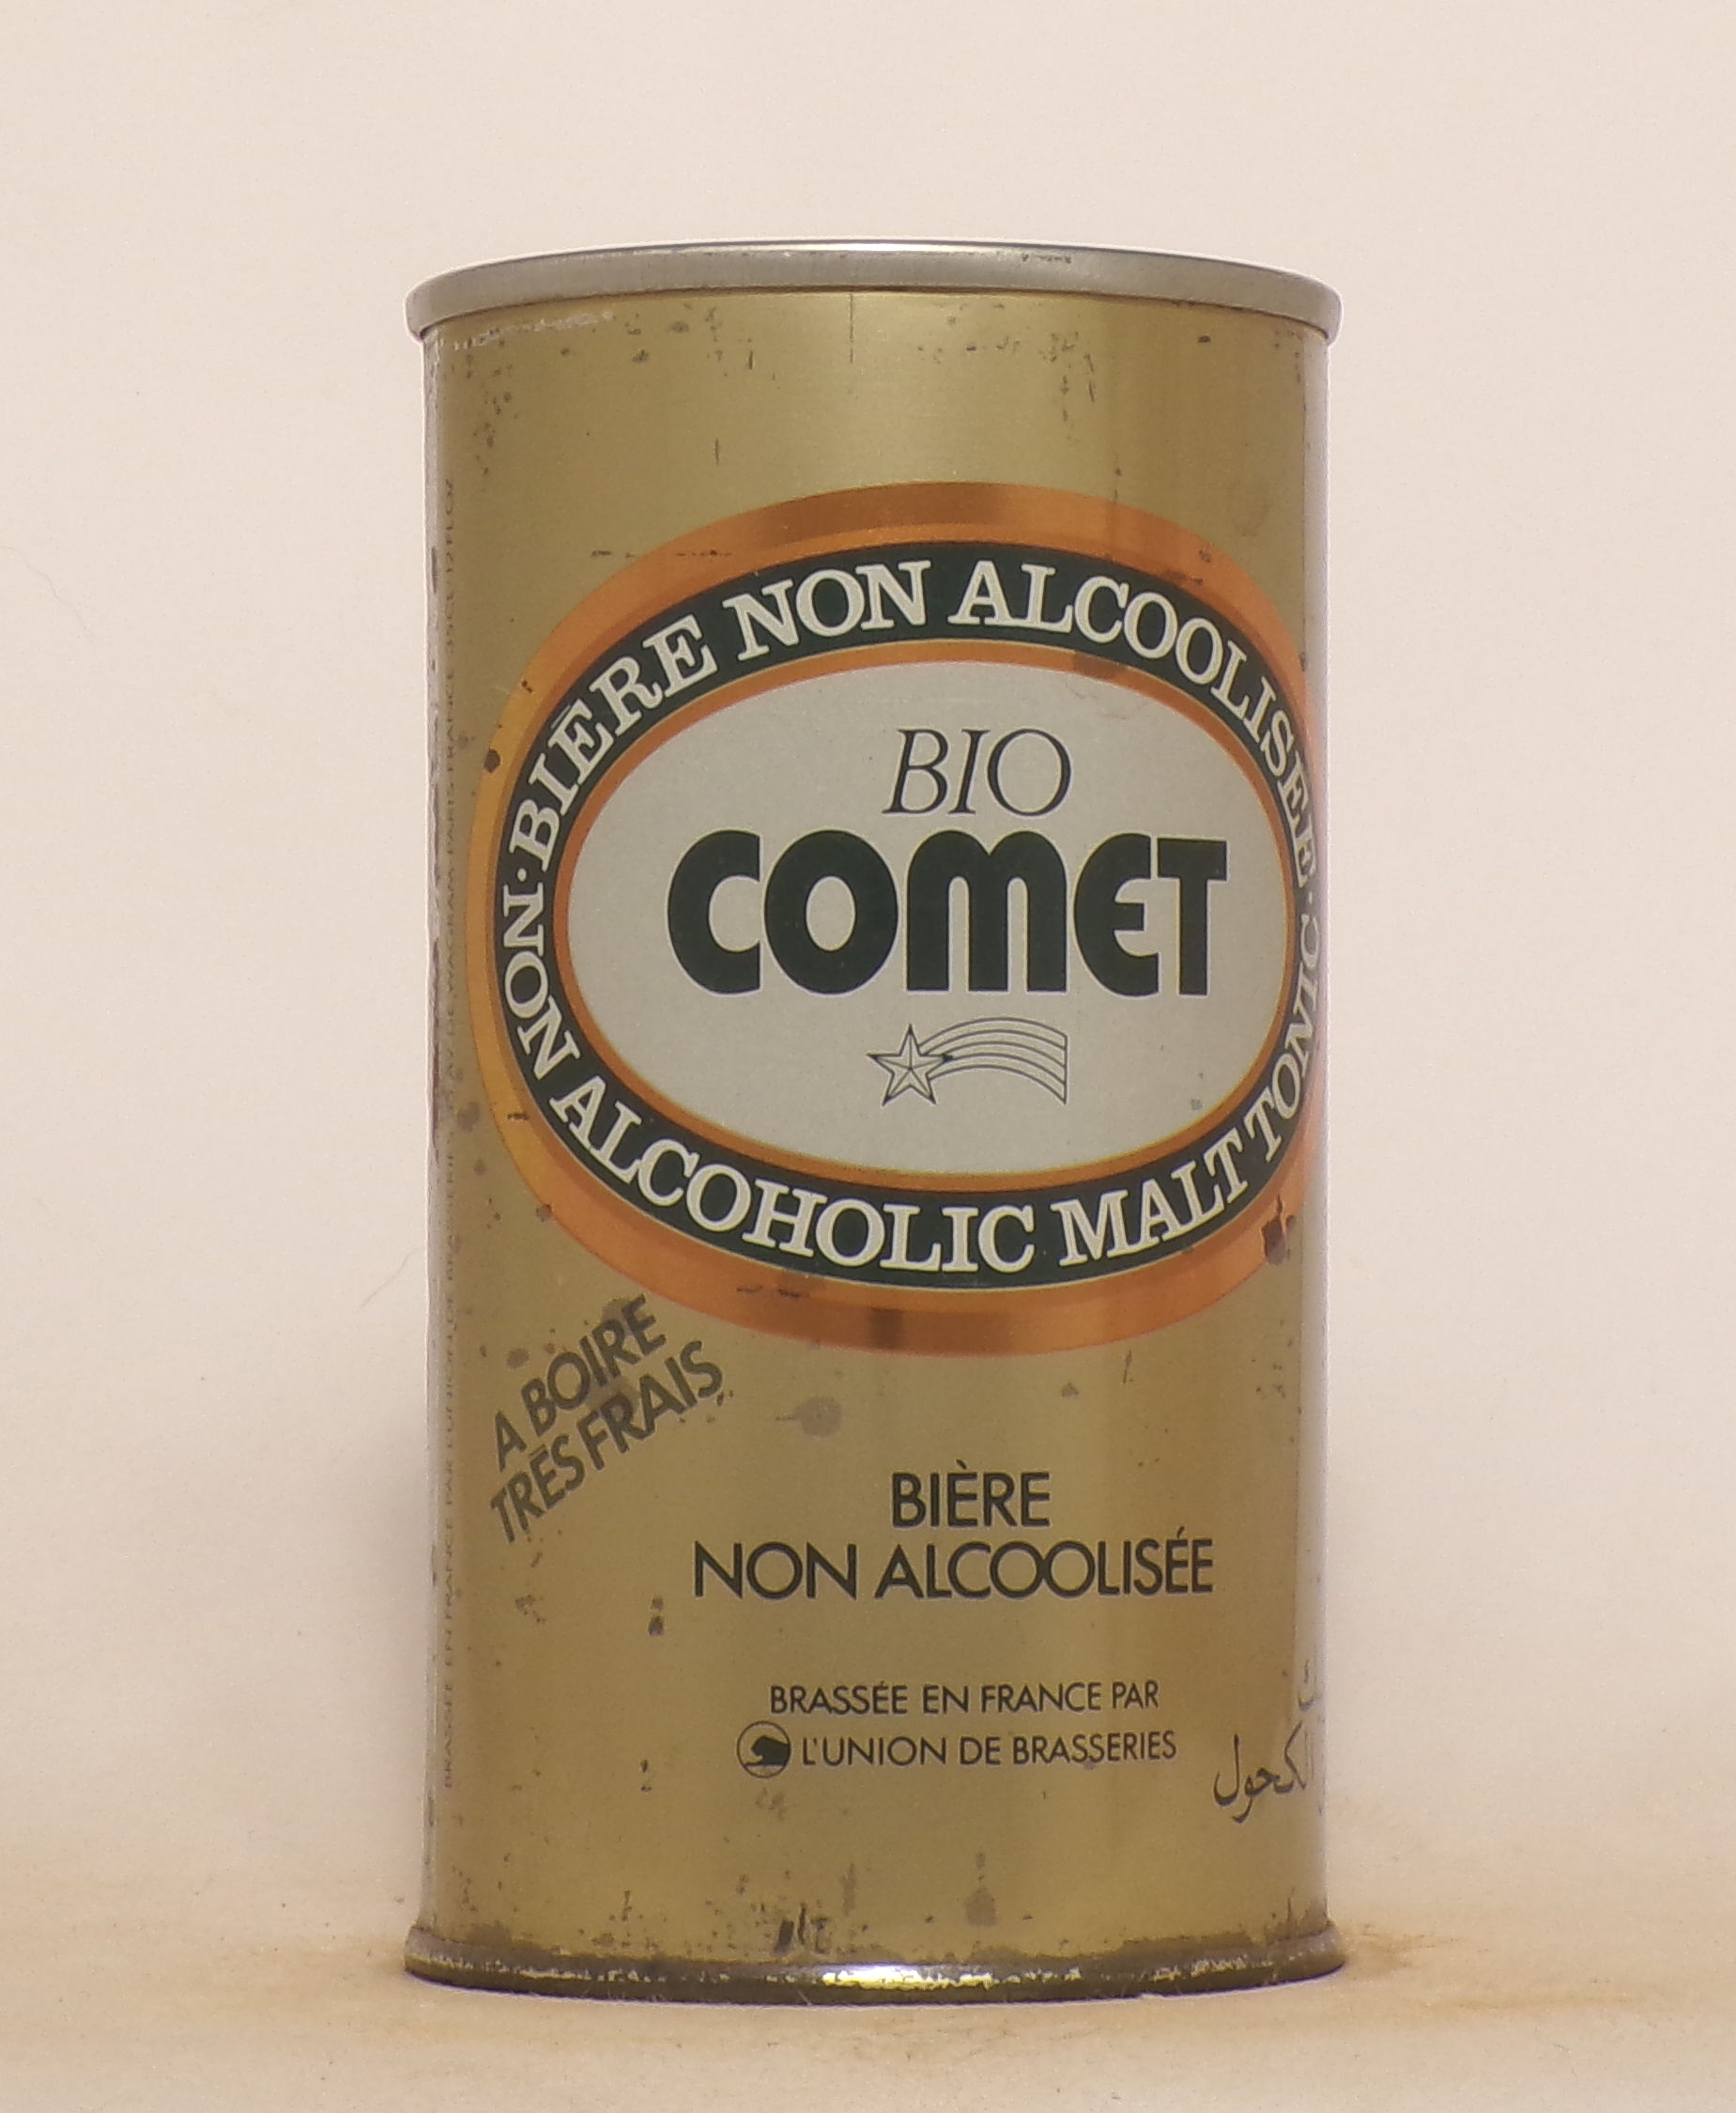 BIÈRE NON ALCOOLISÉE
BIO
COMET
NON ALCOHOLIC MALT TONIC
A BOIRE
TRÈS FRAIS
BIÈRE
NON ALCOOLISÉE
BRASSÉE EN FRANCE PAR
L'UNION DE BRASSERIES
الكحول